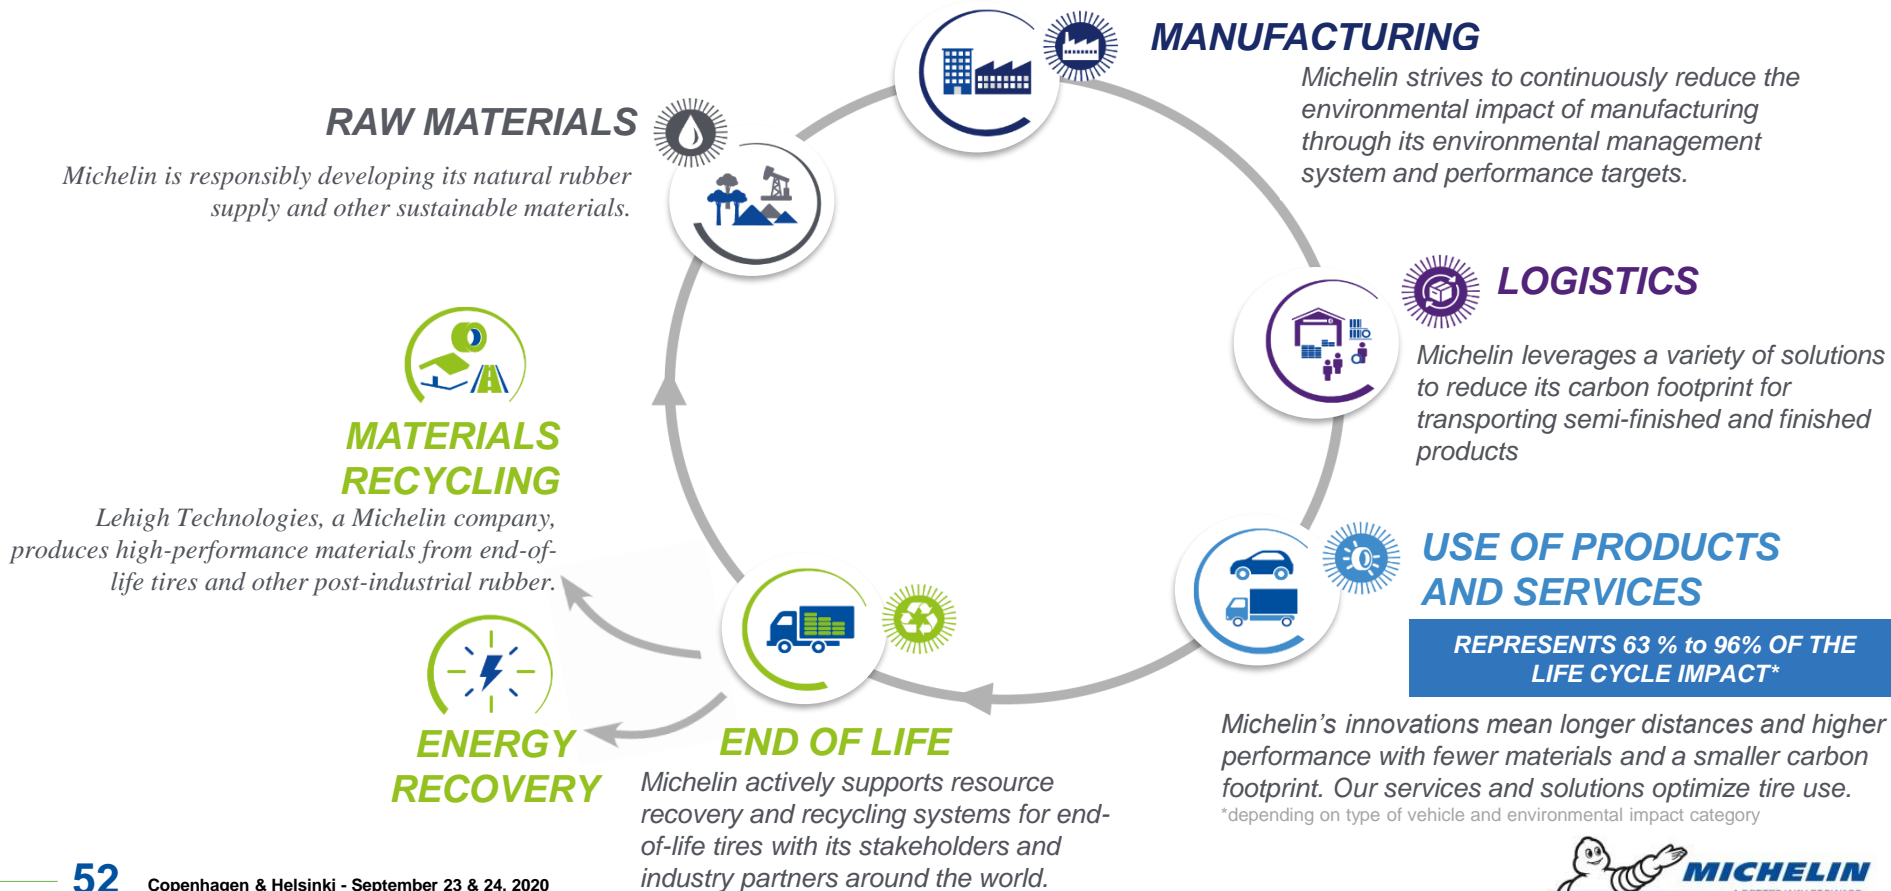 MANUFACTURING
Michelin strives to continuously reduce the
environmental impact of manufacturing
through its environmental management
system and performance targets.
RAW MATERIALS
Michelin is responsibly developing its natural rubber
supply and other sustainable materials.
LOGISTICS
Michelin leverages a variety of solutions
to reduce its carbon footprint for
transporting semi-finished and finished
products
MATERIALS
RECYCLING
Lehigh Technologies, a Michelin company,
produces high-performance materials from end-of-
life tires and other post-industrial rubber.
USE OF PRODUCTS
AND SERVICES
REPRESENTS 63 % to 96% OF THE
LIFE CYCLE IMPACT*
Michelin’s innovations mean longer distances and higher
performance with fewer materials and a smaller carbon
footprint. Our services and solutions optimize tire use.
*depending on type of vehicle and environmental impact category
ENERGY
RECOVERY
END OF LIFE
Michelin actively supports resource
recovery and recycling systems for end-
of-life tires with its stakeholders and
industry partners around the world.
52
Copenhagen & Helsinki - September 23 & 24, 2020
MICHELIN